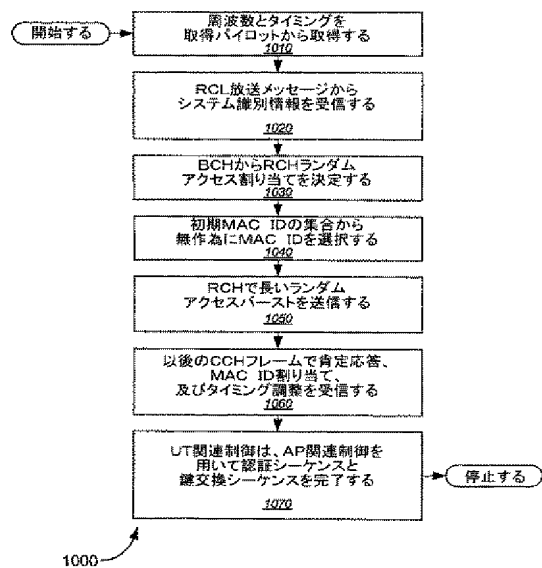 開始する
周波数とタイミングを
取得パイロットから取得する
1010
RCL放送メッセージから
システム識別情報を受信する
1020
BCHからRCHランダム
アクセス割り当てを決定する
1030
初期MAC IDの集合から
無作為にMAC IDを選択する
1040
RCHで長いランダム
アクセスバーストを送信する
1050
以後のCCHフレームで肯定応答、
MAC ID割り当て、
及びタイミング調整を受信する
1060
UT関連制御は、AP関連制御を
用いて認証シーケンスと
鍵交換シーケンスを完了する
1070
停止する
1000